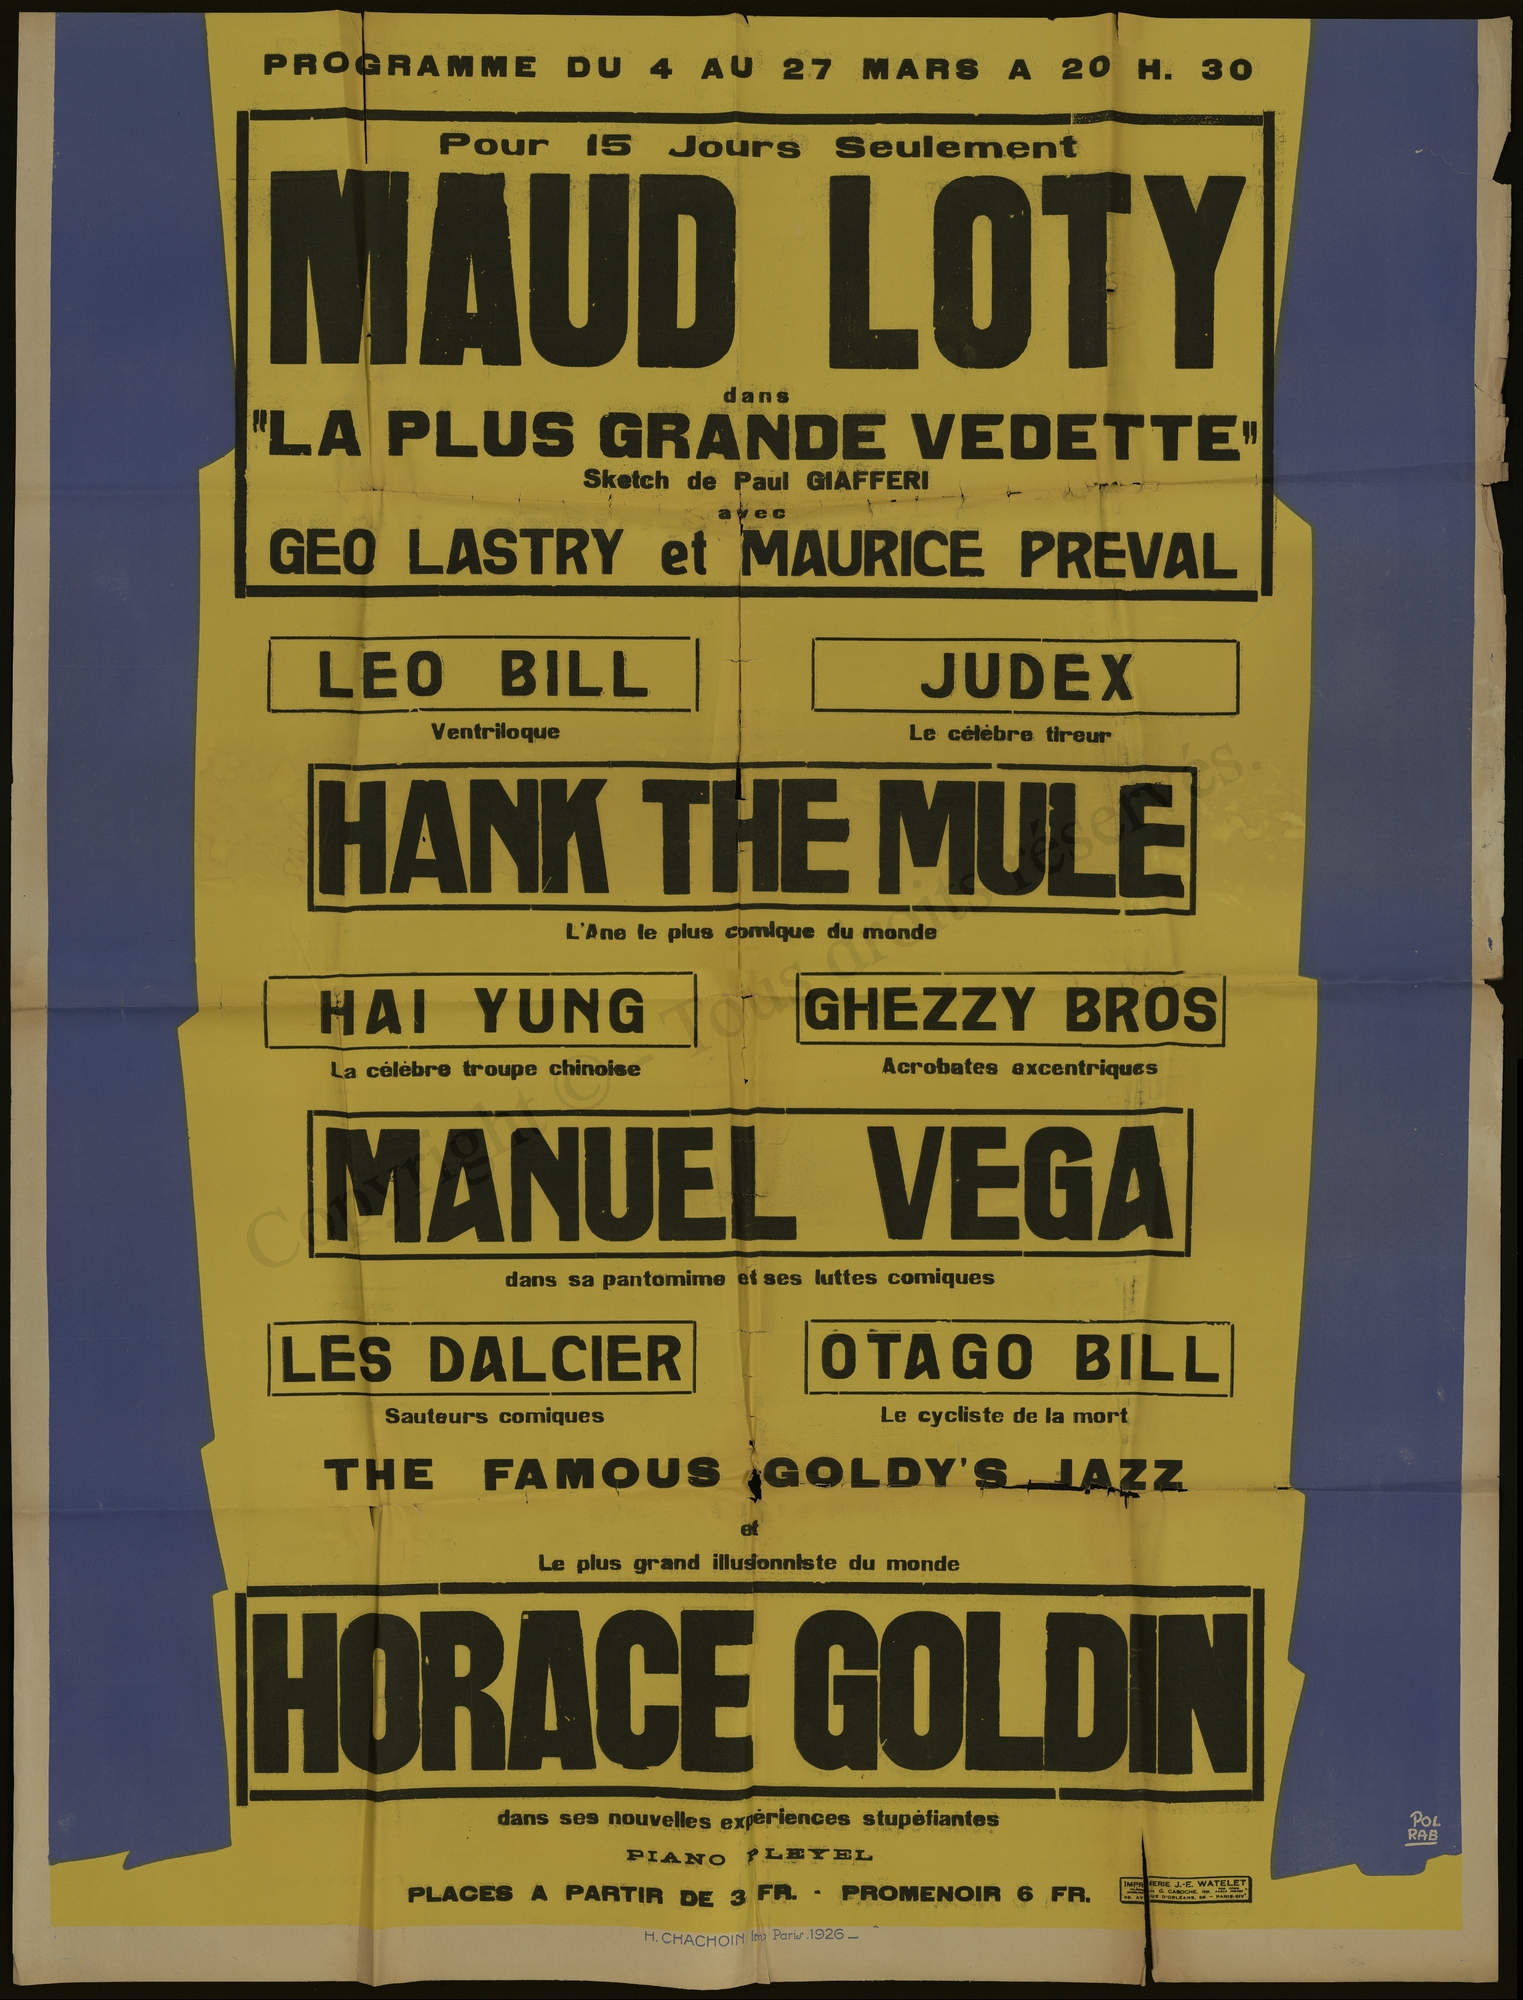 PROGRAMME DU 4 AU 27 MARS A 20 H. 30
Pour 15 Jours Seulement
MAUD LOTY
dans
"LA PLUS GRANDE VEDETTE"
Sketch de Paul GIAFFERI
avec
GEO LASTRY et MAURICE PREVAL
LEO BILL
Ventriloque
JUDEX
Le célèbre tireur
HANK THE MULE
L'Ane le plus comique du monde
HAI YUNG
La célèbre troupe chinoise
GHEZZY BROS
Acrobates excentriques
MANUEL VEGA
dans sa pantomime et ses luttes comiques
LES DALCIER
Sauteurs comiques
OTAGO BILL
Le cycliste de la mort
THE FAMOUS GOLDY'S JAZZ
et
Le plus grand illusionniste du monde
HORACE GOLDIN
dans ses nouvelles expériences stupéfiantes
PIANO PLEYEL
PLACES A PARTIR DE 3 FR. - PROMENOIR 6 FR.
IMPRIMERIE J.-E. WATELET
POL
RAB
H. CHACHOIN Imp Paris. 1926_
Copyright © - Tous droits réservés.